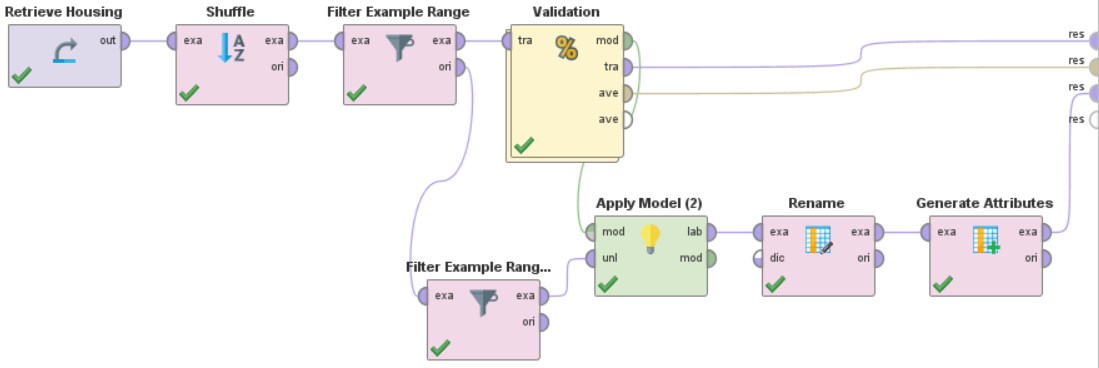 Retrieve Housing
out
Shuffle
exa
exa
ori
A
Z
Filter Example Range
exa
exa
ori
Validation
tra
%
mod
tra
ave
ave
res
res
res
res
Filter Example Rang...
exa
exa
ori
Apply Model (2)
mod
unl
lab
mod
Rename
exa
dic
exa
ori
Generate Attributes
exa
exa
ori